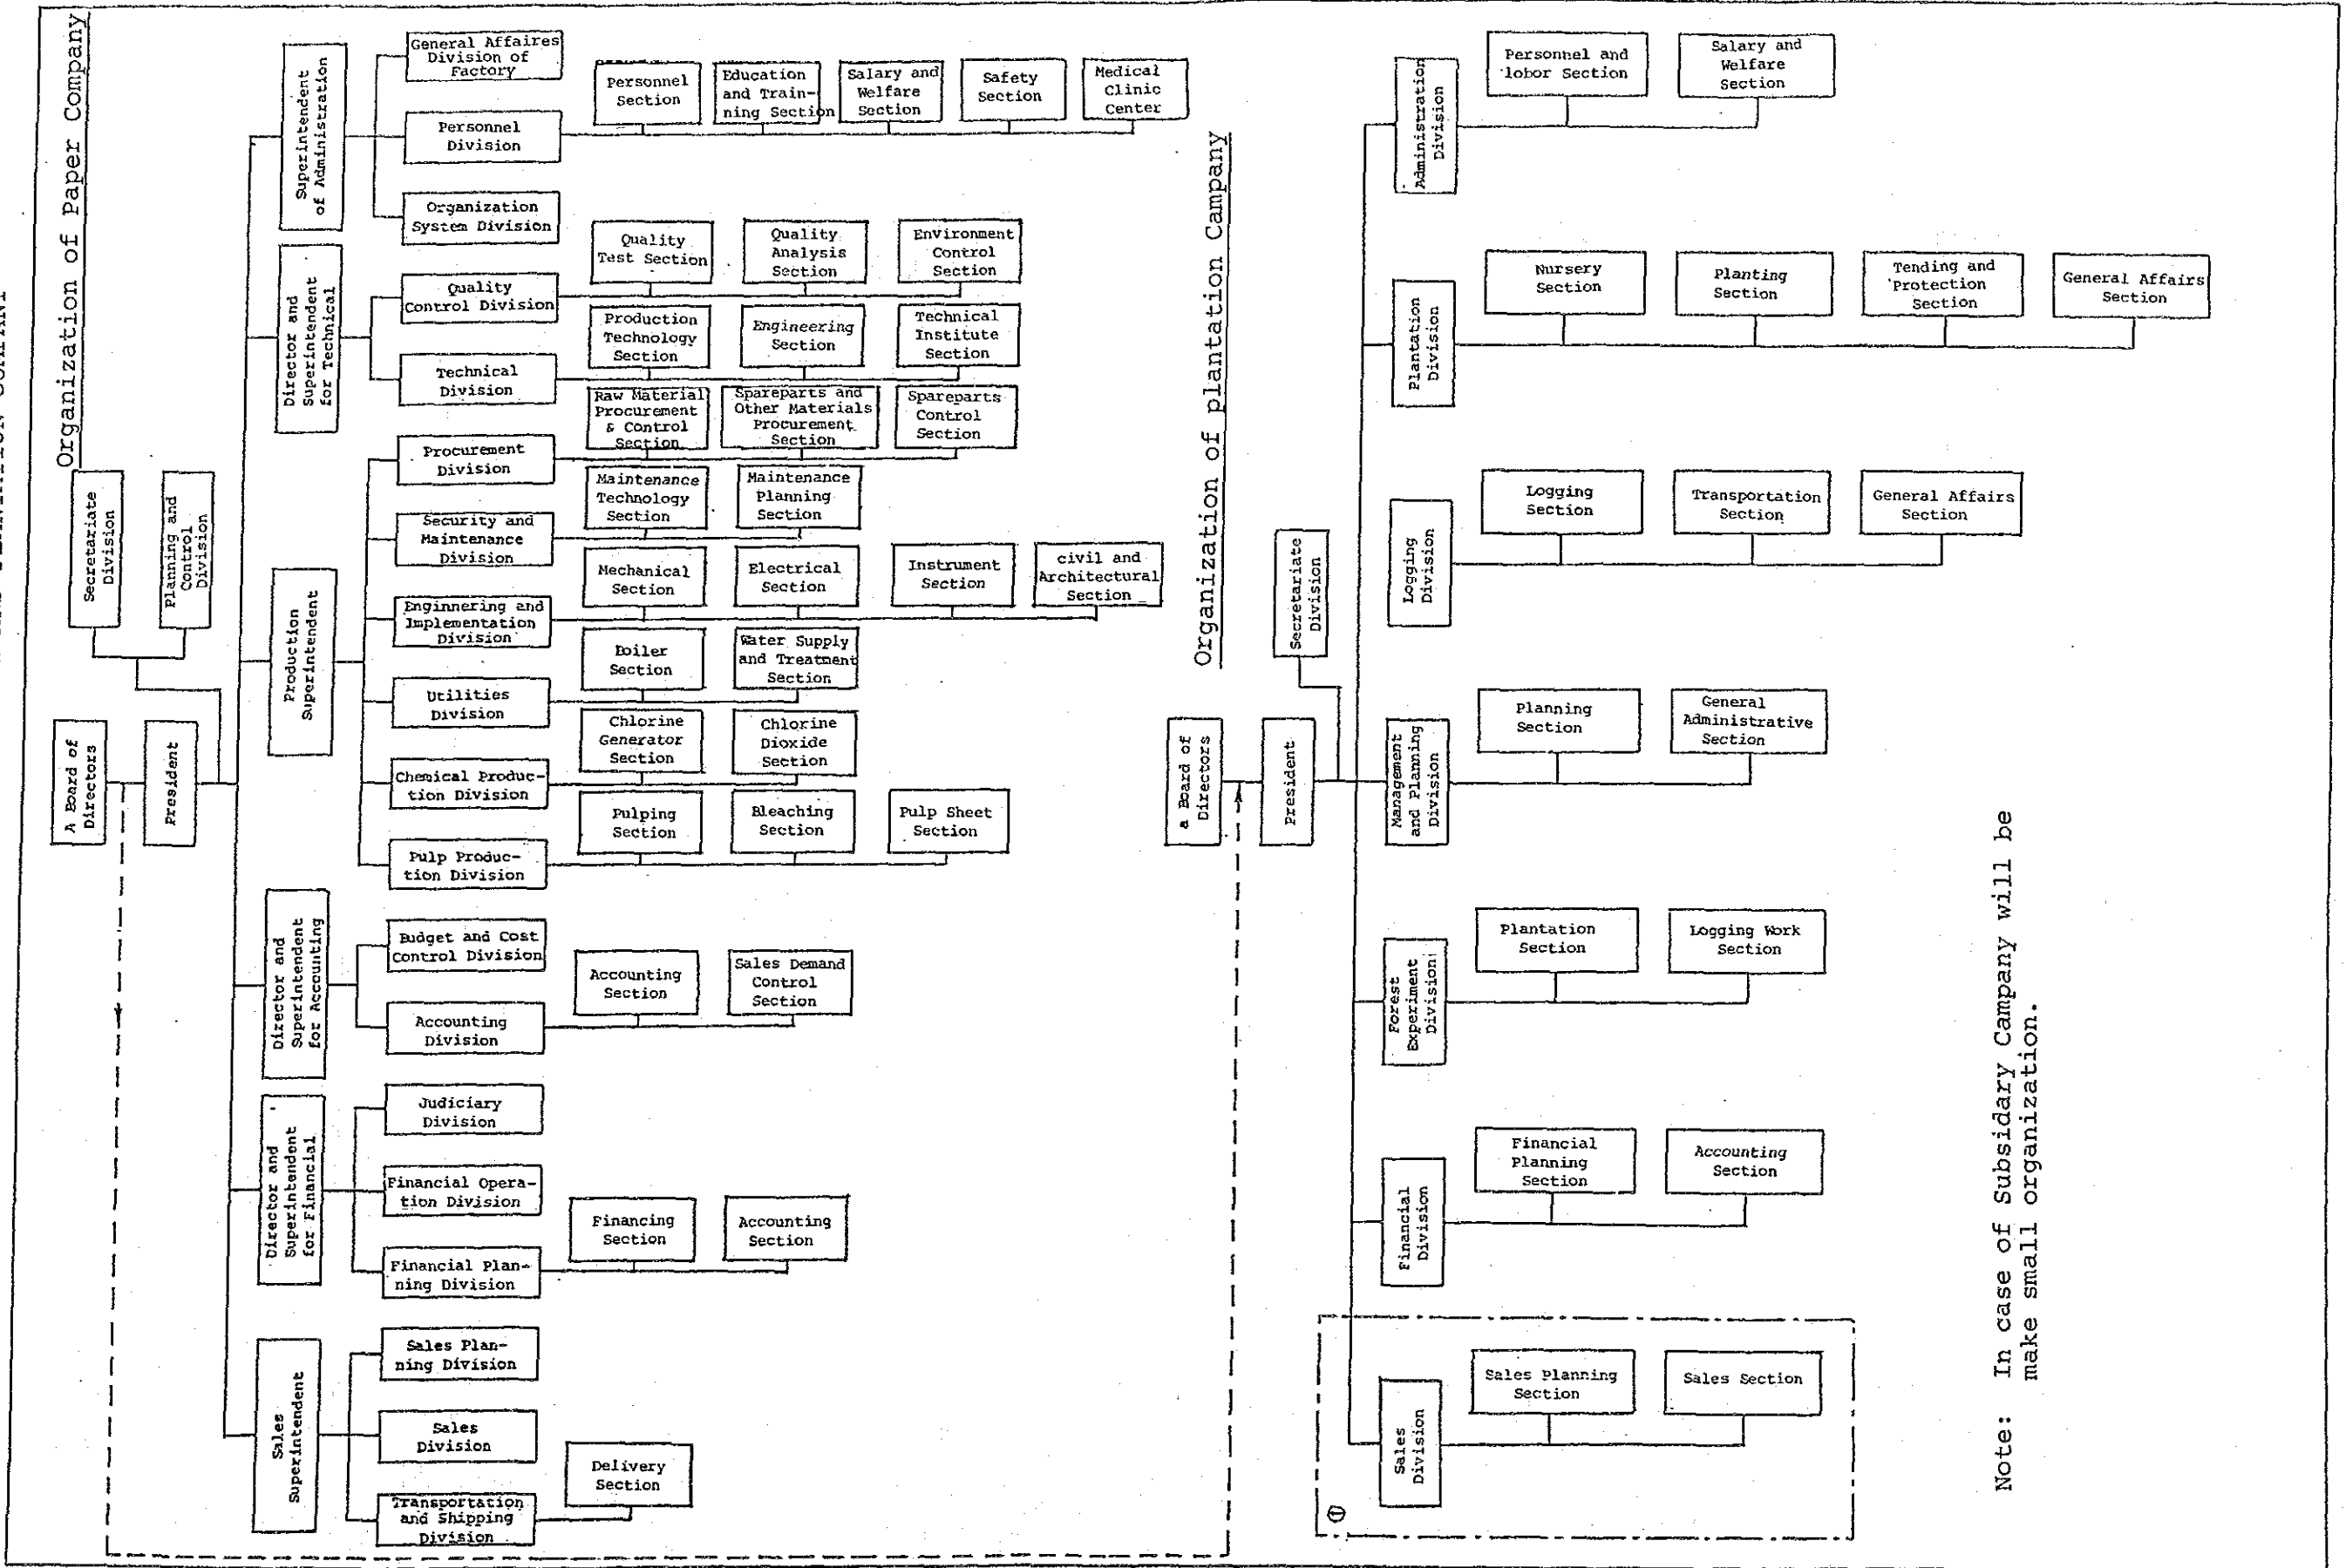 Organization of Paper Company
A Board of
Directors
President
Secretariate
Division
Planning and
Control
Division
Superintendent
of Administration
General Affaires
Division of
Factory
Personnel
Division
Personnel
Section
Education
and Train-
ning Section
Salary and
Welfare
Section
Safety
Section
Medical
Clinic
Center
Organization
System Division
Director and
Superintendent
for Technical
Quality
Control Division
Quality
Test Section
Quality
Analysis
Section
Environment
Control
Section
Technical
Division
Production
Technology
Section
Engineering
Section
Technical
Institute
Section
Production
Superintendent
Procurement
Division
Raw Material
Procurement
& Control
Section
Spareparts and
Other Materials
Procurement
Section
Spareparts
Control
Section
Security and
Maintenance
Division
Maintenance
Technology
Section
Maintenance
Planning
Section
Enginnering and
Implementation
Division
Mechanical
Section
Electrical
Section
Instrument
Section
civil and
Architectural
Section
Utilities
Division
Boiler
Section
Water Supply
and Treatment
Section
Chemical Produc-
tion Division
Chlorine
Generator
Section
Chlorine
Dioxide
Section
Pulp Produc-
tion Division
Pulping
Section
Bleaching
Section
Pulp Sheet
Section
Director and
Superintendent
for Accounting
Budget and Cost
Control Division
Accounting
Division
Accounting
Section
Sales Demand
Control
Section
Director and
Superintendent
for Financial
Judiciary
Division
Financial Opera-
tion Division
Financial Plan-
ning Division
Financing
Section
Accounting
Section
Sales
Superintendent
Sales Plan-
ning Division
Sales
Division
Transportation
and Shipping
Division
Delivery
Section
Organization of plantation Campany
a Board of
Directors
President
Secretariate
Division
Administration
Division
Personnel and
lobor Section
Salary and
Welfare
Section
Plantation
Division
Nursery
Section
Planting
Section
Tending and
Protection
Section
General Affairs
Section
Logging
Division
Logging
Section
Transportation
Section
General Affairs
Section
Management
and Planning
Division
Planning
Section
General
Administrative
Section
Forest
Experiment
Division
Plantation
Section
Logging Work
Section
Financial
Division
Financial
Planning
Section
Accounting
Section
①
Sales
Division
Sales Planning
Section
Sales Section
Note: In case of Subsidary Campany will be
make small organization.